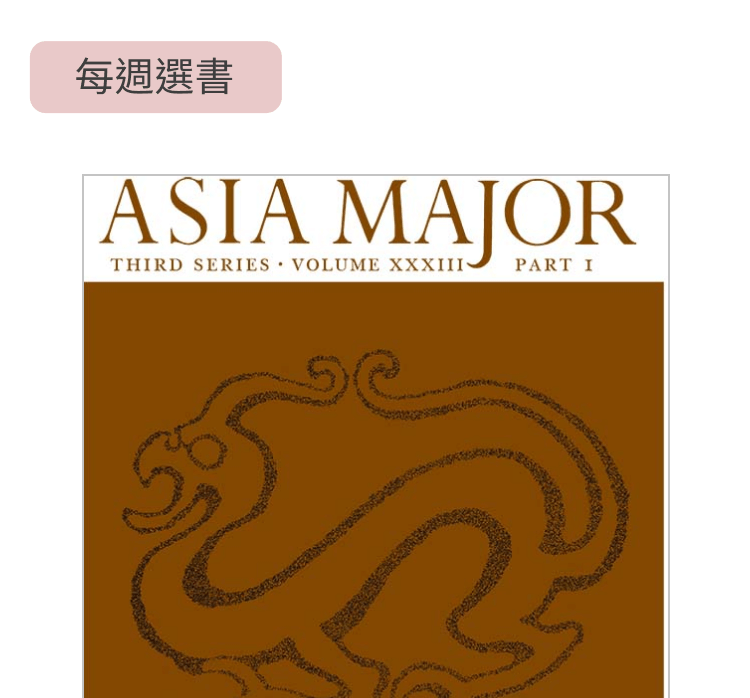 每週選書
ASIA MAJOR
THIRD SERIES · VOLUME XXXIII PART I